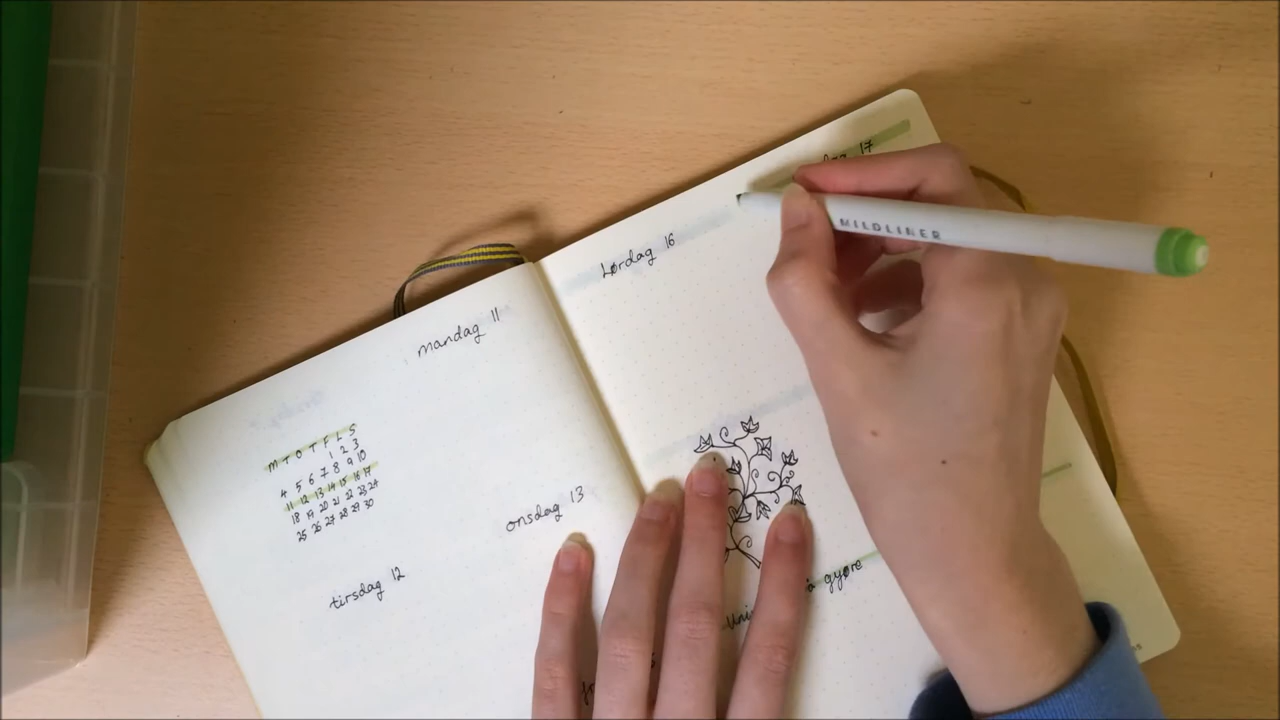 mandag 11
M T O T F L S
1 2 3
4 5 6 7 8 9 10
11 12 13 14 15 16 17
18 19 20 21 22 23 24
25 26 27 28 29 30
tirsdag 12
onsdag 13
Lørdag 16
17
å gyøre
MILDLINER